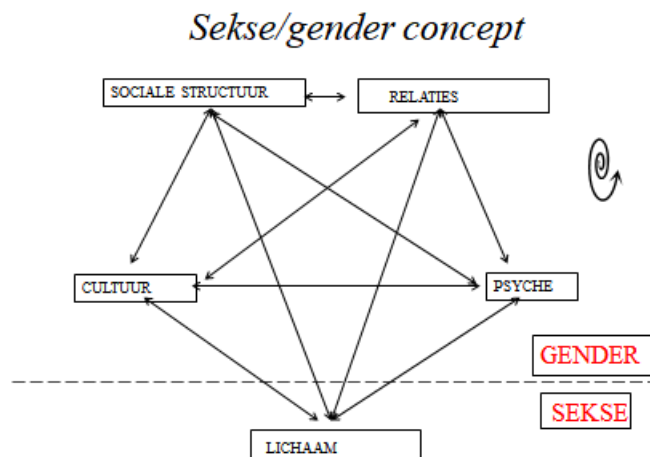 Sekse/gender concept
SOCIALE STRUCTUUR
RELATIES
CULTUUR
PSYCHE
GENDER
SEKSE
LICHAAM